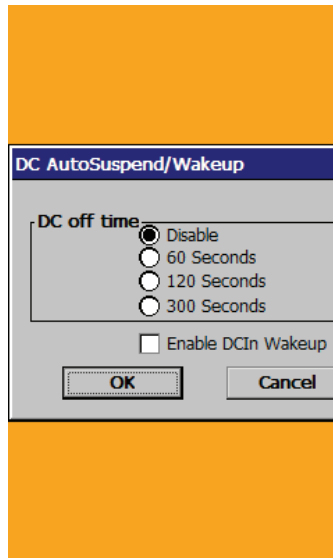 DC AutoSuspend/Wakeup
DC off time
Disable
60 Seconds
120 Seconds
300 Seconds
Enable DCIn Wakeup
OK
Cancel